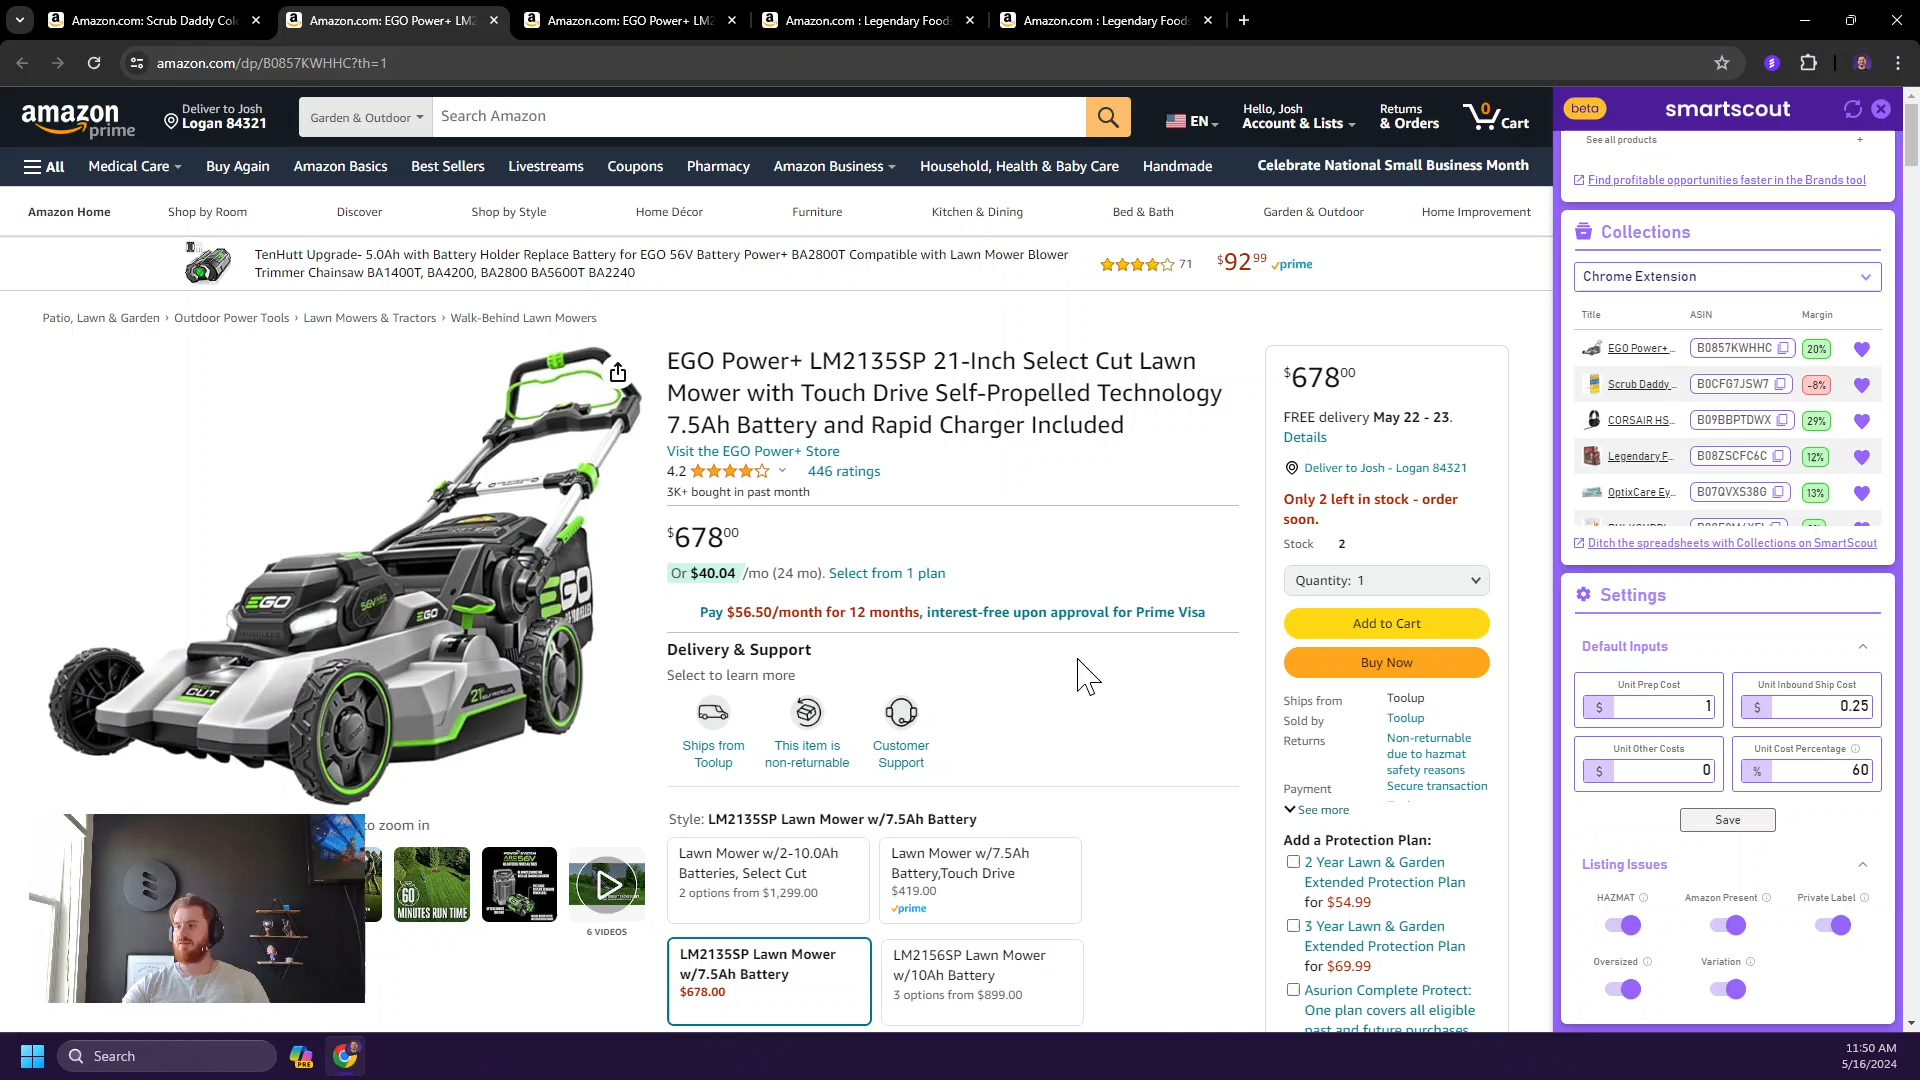 Amazon.com: Scrub Daddy Col
Amazon.com: EGO Power+ LM2
Amazon.com: EGO Power+ LM2
Amazon.com : Legendary Foods
Amazon.com : Legendary Foods
amazon.com/dp/B0857KWHHC?th=1
amazon
prime
Deliver to Josh
Logan 84321
Garden & Outdoor
Search Amazon
EN
Hello, Josh
Account & Lists
Returns
& Orders
0
Cart
All
Medical Care
Buy Again
Amazon Basics
Best Sellers
Livestreams
Coupons
Pharmacy
Amazon Business
Household, Health & Baby Care
Handmade
Celebrate National Small Business Month
Amazon Home
Shop by Room
Discover
Shop by Style
Home Décor
Furniture
Kitchen & Dining
Bed & Bath
Garden & Outdoor
Home Improvement
TenHutt Upgrade- 5.0Ah with Battery Holder Replace Battery for EGO 56V Battery Power+ BA2800T Compatible with Lawn Mower Blower
Trimmer Chainsaw BA1400T, BA4200, BA2800 BA5600T BA2240
71
$92 99 prime
Patio, Lawn & Garden › Outdoor Power Tools › Lawn Mowers & Tractors › Walk-Behind Lawn Mowers
EGO
56V
EGO
EGO
SELECT
CUT
21"
to zoom in
60
MINUTES RUN TIME
6 VIDEOS
EGO Power+ LM2135SP 21-Inch Select Cut Lawn
Mower with Touch Drive Self-Propelled Technology
7.5Ah Battery and Rapid Charger Included
Visit the EGO Power+ Store
4.2
446 ratings
3K+ bought in past month
$678 00
Or $40.04 /mo (24 mo). Select from 1 plan
Pay $56.50/month for 12 months, interest-free upon approval for Prime Visa
Delivery & Support
Select to learn more
Ships from
Toolup
This item is
non-returnable
Customer
Support
Style: LM2135SP Lawn Mower w/7.5Ah Battery
Lawn Mower w/2-10.0Ah
Batteries, Select Cut
2 options from $1,299.00
Lawn Mower w/7.5Ah
Battery,Touch Drive
$419.00
prime
LM2135SP Lawn Mower
w/7.5Ah Battery
$678.00
LM2156SP Lawn Mower
w/10Ah Battery
3 options from $899.00
$678 00
FREE delivery May 22 - 23.
Details
Deliver to Josh - Logan 84321
Only 2 left in stock - order
soon.
Stock 2
Quantity: 1
Add to Cart
Buy Now
Ships from Toolup
Sold by Toolup
Returns Non-returnable
due to hazmat
safety reasons
Payment Secure transaction
See more
Add a Protection Plan:
2 Year Lawn & Garden
Extended Protection Plan
for $54.99
3 Year Lawn & Garden
Extended Protection Plan
for $69.99
Asurion Complete Protect:
One plan covers all eligible
past and future purchases
beta
smartscout
See all products +
Find profitable opportunities faster in the Brands tool
Collections
Chrome Extension
Title ASIN Margin
EGO Power+... B0857KWHHC 20%
Scrub Daddy... B0CFG7JSW7 -8%
CORSAIR HS... B09BBPTDWX 29%
Legendary F... B08ZSCFC6C 12%
OptixCare Ey... B07QVXS38G 13%
Ditch the spreadsheets with Collections on SmartScout
Settings
Default Inputs
Unit Prep Cost
$ 1
Unit Inbound Ship Cost
$ 0.25
Unit Other Costs
$ 0
Unit Cost Percentage
% 60
Save
Listing Issues
HAZMAT
Amazon Present
Private Label
Oversized
Variation
Search
PRE
11:50 AM
5/16/2024